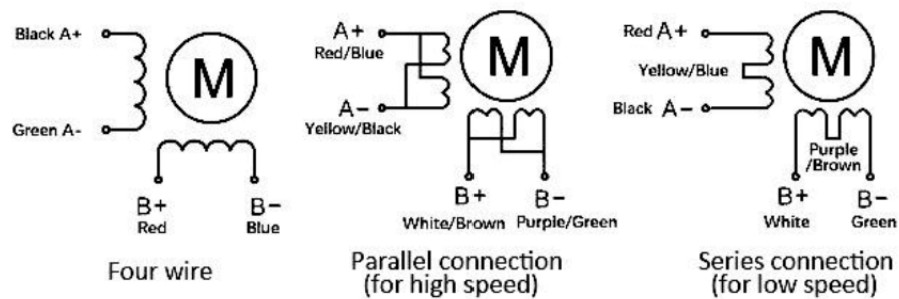 Black A+
M
Green A-
B+
B-
Red
Blue
Four wire
A+
Red/Blue
M
A-
Yellow/Black
B+
B-
White/Brown
Purple/Green
Parallel connection
(for high speed)
Red A+
Yellow/Blue
M
Black A-
Purple
/Brown
B+
B-
White
Green
Series connection
(for low speed)